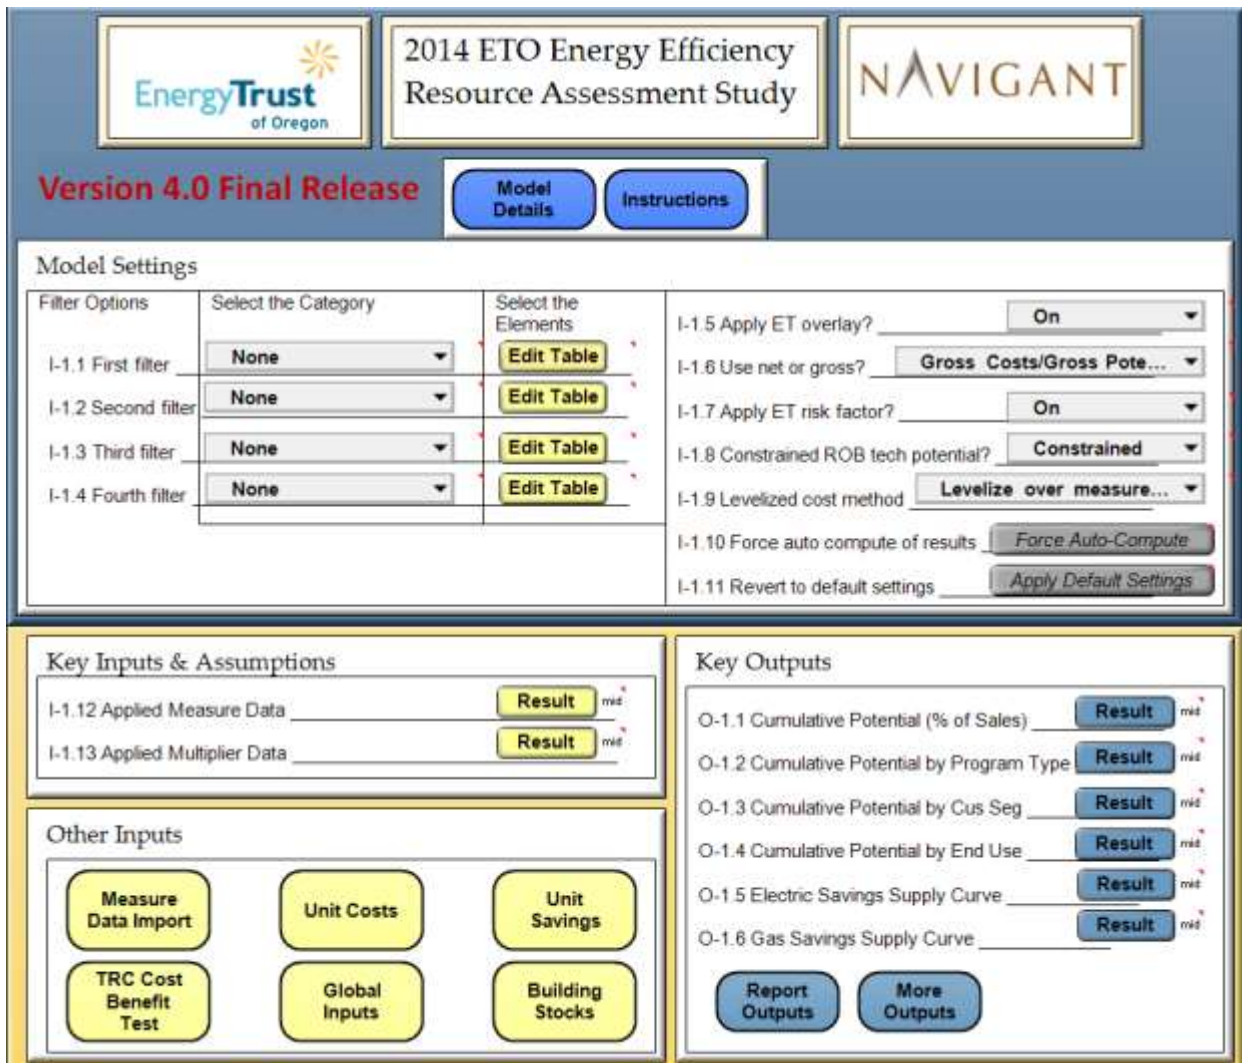 EnergyTrust
of Oregon
2014 ETO Energy Efficiency
Resource Assessment Study
NAVIGANT
Version 4.0 Final Release
Model
Details
Instructions
Model Settings
Filter Options
Select the Category
Select the
Elements
I-1.1 First filter
None
Edit Table
I-1.2 Second filter
None
Edit Table
I-1.3 Third filter
None
Edit Table
I-1.4 Fourth filter
None
Edit Table
I-1.5 Apply ET overlay?
On
I-1.6 Use net or gross?
Gross Costs/Gross Pote...
I-1.7 Apply ET risk factor?
On
I-1.8 Constrained ROB tech potential?
Constrained
I-1.9 Levelized cost method
Levelize over measure...
I-1.10 Force auto compute of results
Force Auto-Compute
I-1.11 Revert to default settings
Apply Default Settings
Key Inputs & Assumptions
I-1.12 Applied Measure Data
Result
mid
I-1.13 Applied Multiplier Data
Result
mid
Other Inputs
Measure
Data Import
Unit Costs
Unit
Savings
TRC Cost
Benefit
Test
Global
Inputs
Building
Stocks
Key Outputs
O-1.1 Cumulative Potential (% of Sales)
Result
mid
O-1.2 Cumulative Potential by Program Type
Result
mid
O-1.3 Cumulative Potential by Cus Seg
Result
mid
O-1.4 Cumulative Potential by End Use
Result
mid
O-1.5 Electric Savings Supply Curve
Result
mid
O-1.6 Gas Savings Supply Curve
Result
mid
Report
Outputs
More
Outputs